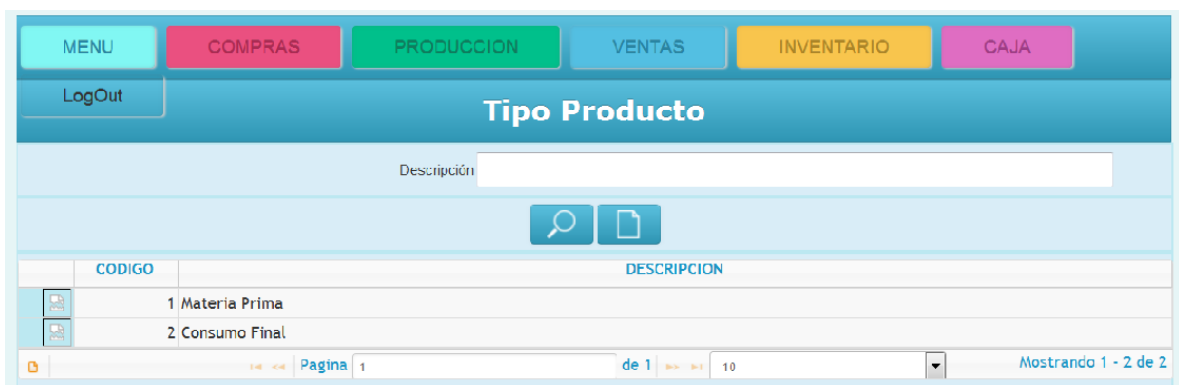 MENU COMPRAS PRODUCCION VENTAS INVENTARIO CAJA
LogOut
Tipo Producto
Descripción
CODIGO DESCRIPCION
1 Materia Prima
2 Consumo Final
Pagina 1 de 1 10 Mostrando 1 - 2 de 2